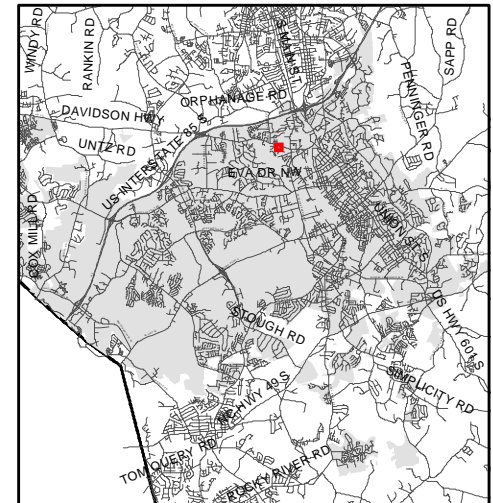 WINDY RD
RANKIN RD
S MAIN ST
SAPP RD
PENNINGER RD
ORPHANAGE RD
DAVIDSON HWY
UNTZ RD
US INTERSTATE 85 S
EVA DR NW
COX MILL RD
UNION ST S
US HWY 601 S
STOUGH RD
SIMPLICITY RD
NC HWY 49 S
TOM QUERY RD
ROCKY RIVER RD